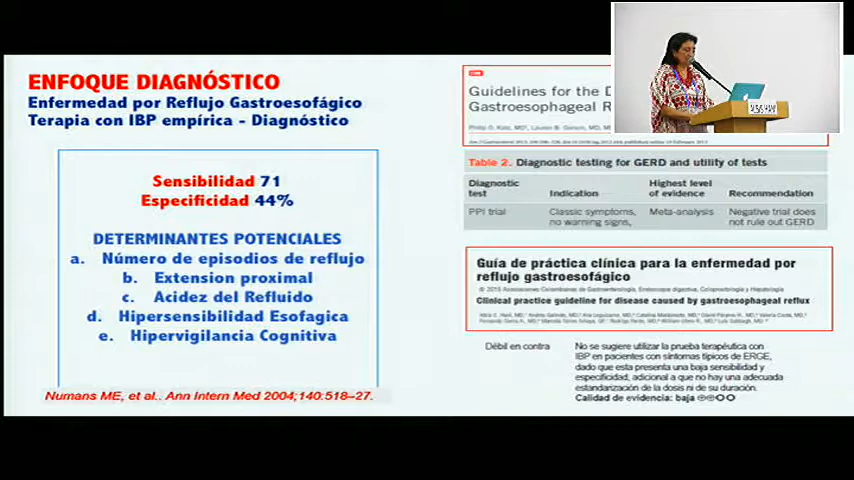 ENFOQUE DIAGNÓSTICO
Enfermedad por Reflujo Gastroesofágico
Terapia con IBP empírica - Diagnóstico
Sensibilidad 71
Especificidad 44%
DETERMINANTES POTENCIALES
a. Número de episodios de reflujo
b. Extension proximal
c. Acidez del Refluido
d. Hipersensibilidad Esofagica
e. Hipervigilancia Cognitiva
Numans ME, et al.. Ann Intern Med 2004;140:518–27.
Guidelines for the D
Gastroesophageal R
Table 2. Diagnostic testing for GERD and utility of tests
Diagnostic test
Indication
Highest level of evidence
Recommendation
PPI trial
Classic symptoms, no warning signs,
Meta-analysis
Negative trial does not rule out GERD
Guía de práctica clínica para la enfermedad por
reflujo gastroesofágico
Clinical practice guideline for disease caused by gastroesophageal reflux
Débil en contra
No se sugiere utilizar la prueba terapéutica con
IBP en pacientes con síntomas típicos de ERGE,
dado que esta presenta una baja sensibilidad y
especificidad, adicional a que no hay una adecuada
estandarización de la dosis ni de su duración.
Calidad de evidencia: baja ⊕⊕OO